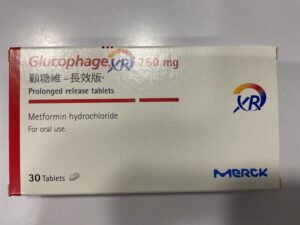 Glucophage XR 750 mg
顧糖維-長效版·
Prolonged release tablets
XR
Metformin hydrochloride
For oral use.
30 Tablets
MERCK